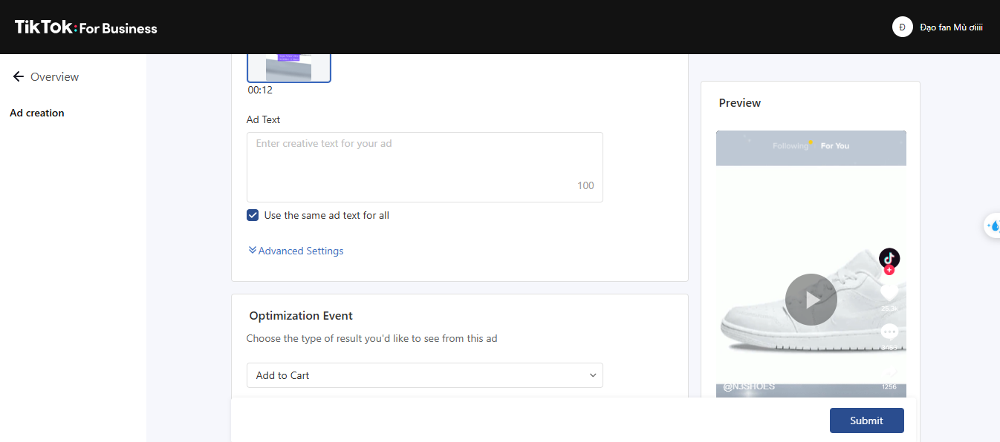 TikTok: For Business
Đ
Đạo fan Mù ơiiii
Overview
Ad creation
00:12
Ad Text
Enter creative text for your ad
100
Use the same ad text for all
Advanced Settings
Optimization Event
Choose the type of result you'd like to see from this ad
Add to Cart
Preview
Following
For You
25.3k
3456
@N3SHOES
1256
Submit